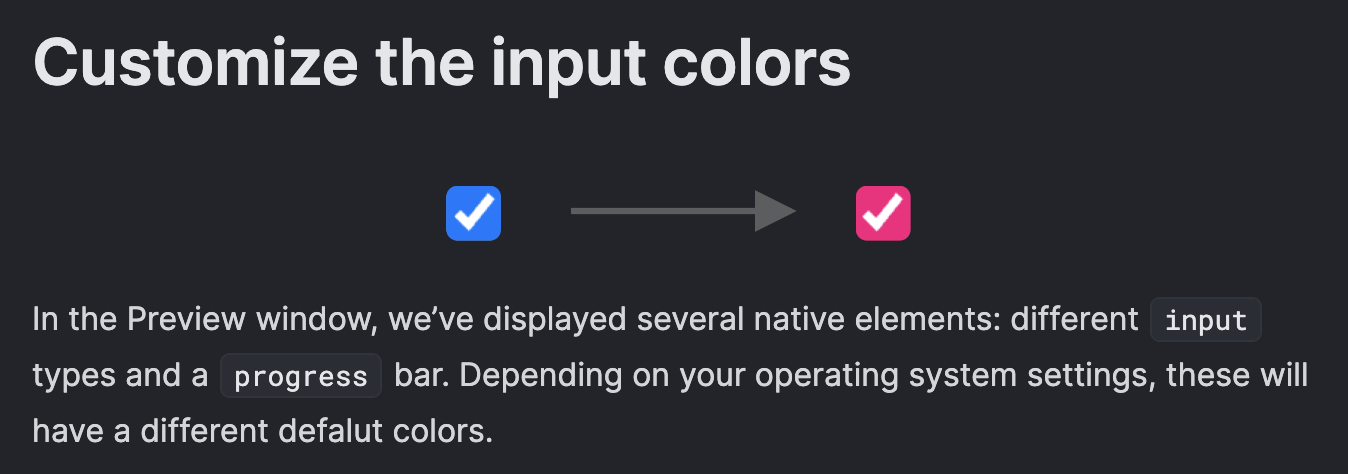 Customize the input colors
In the Preview window, we’ve displayed several native elements: different input
types and a progress bar. Depending on your operating system settings, these will
have a different defalut colors.